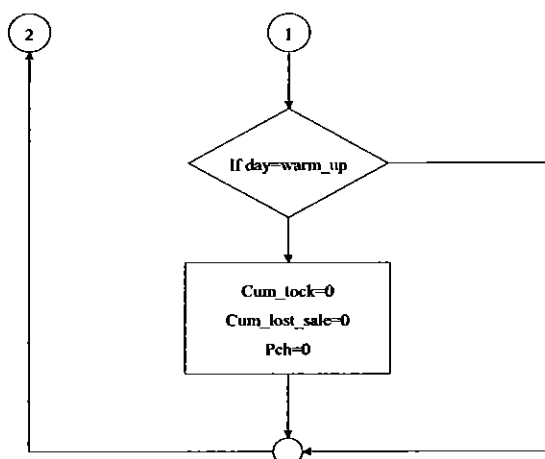 2
1
If day=warm_up
Cum_tock=0
Cum_lost_sale=0
Pch=0